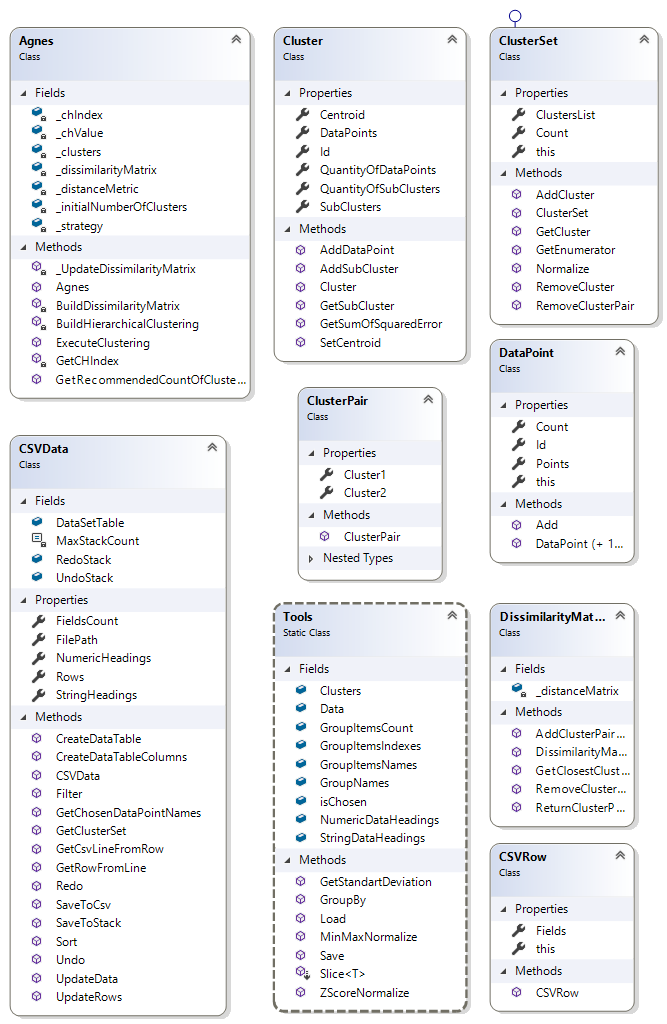 Agnes
Class
Fields
_chIndex
_chValue
_clusters
_dissimilarityMatrix
_distanceMetric
_initialNumberOfClusters
_strategy
Methods
_UpdateDissimilarityMatrix
Agnes
BuildDissimilarityMatrix
BuildHierarchicalClustering
ExecuteClustering
GetCHIndex
GetRecommendedCountOfCluste...
Cluster
Class
Properties
Centroid
DataPoints
Id
QuantityOfDataPoints
QuantityOfSubClusters
SubClusters
Methods
AddDataPoint
AddSubCluster
Cluster
GetSubCluster
GetSumOfSquaredError
SetCentroid
ClusterSet
Class
Properties
ClustersList
Count
this
Methods
AddCluster
ClusterSet
GetCluster
GetEnumerator
Normalize
RemoveCluster
RemoveClusterPair
DataPoint
Class
Properties
Count
Id
Points
this
Methods
Add
DataPoint (+ 1...
ClusterPair
Class
Properties
Cluster1
Cluster2
Methods
ClusterPair
Nested Types
CSVData
Class
Fields
DataSetTable
MaxStackCount
RedoStack
UndoStack
Properties
FieldsCount
FilePath
NumericHeadings
Rows
StringHeadings
Methods
CreateDataTable
CreateDataTableColumns
CSVData
Filter
GetChosenDataPointNames
GetClusterSet
GetCsvLineFromRow
GetRowFromLine
Redo
SaveToCsv
SaveToStack
Sort
Undo
UpdateData
UpdateRows
Tools
Static Class
Fields
Clusters
Data
GroupItemsCount
GroupItemsIndexes
GroupItemsNames
GroupNames
isChosen
NumericDataHeadings
StringDataHeadings
Methods
GetStandartDeviation
GroupBy
Load
MinMaxNormalize
Save
Slice<T>
ZScoreNormalize
DissimilarityMat...
Class
Fields
_distanceMatrix
Methods
AddClusterPair...
DissimilarityMa...
GetClosestClust...
RemoveCluster...
ReturnClusterP...
CSVRow
Class
Properties
Fields
this
Methods
CSVRow